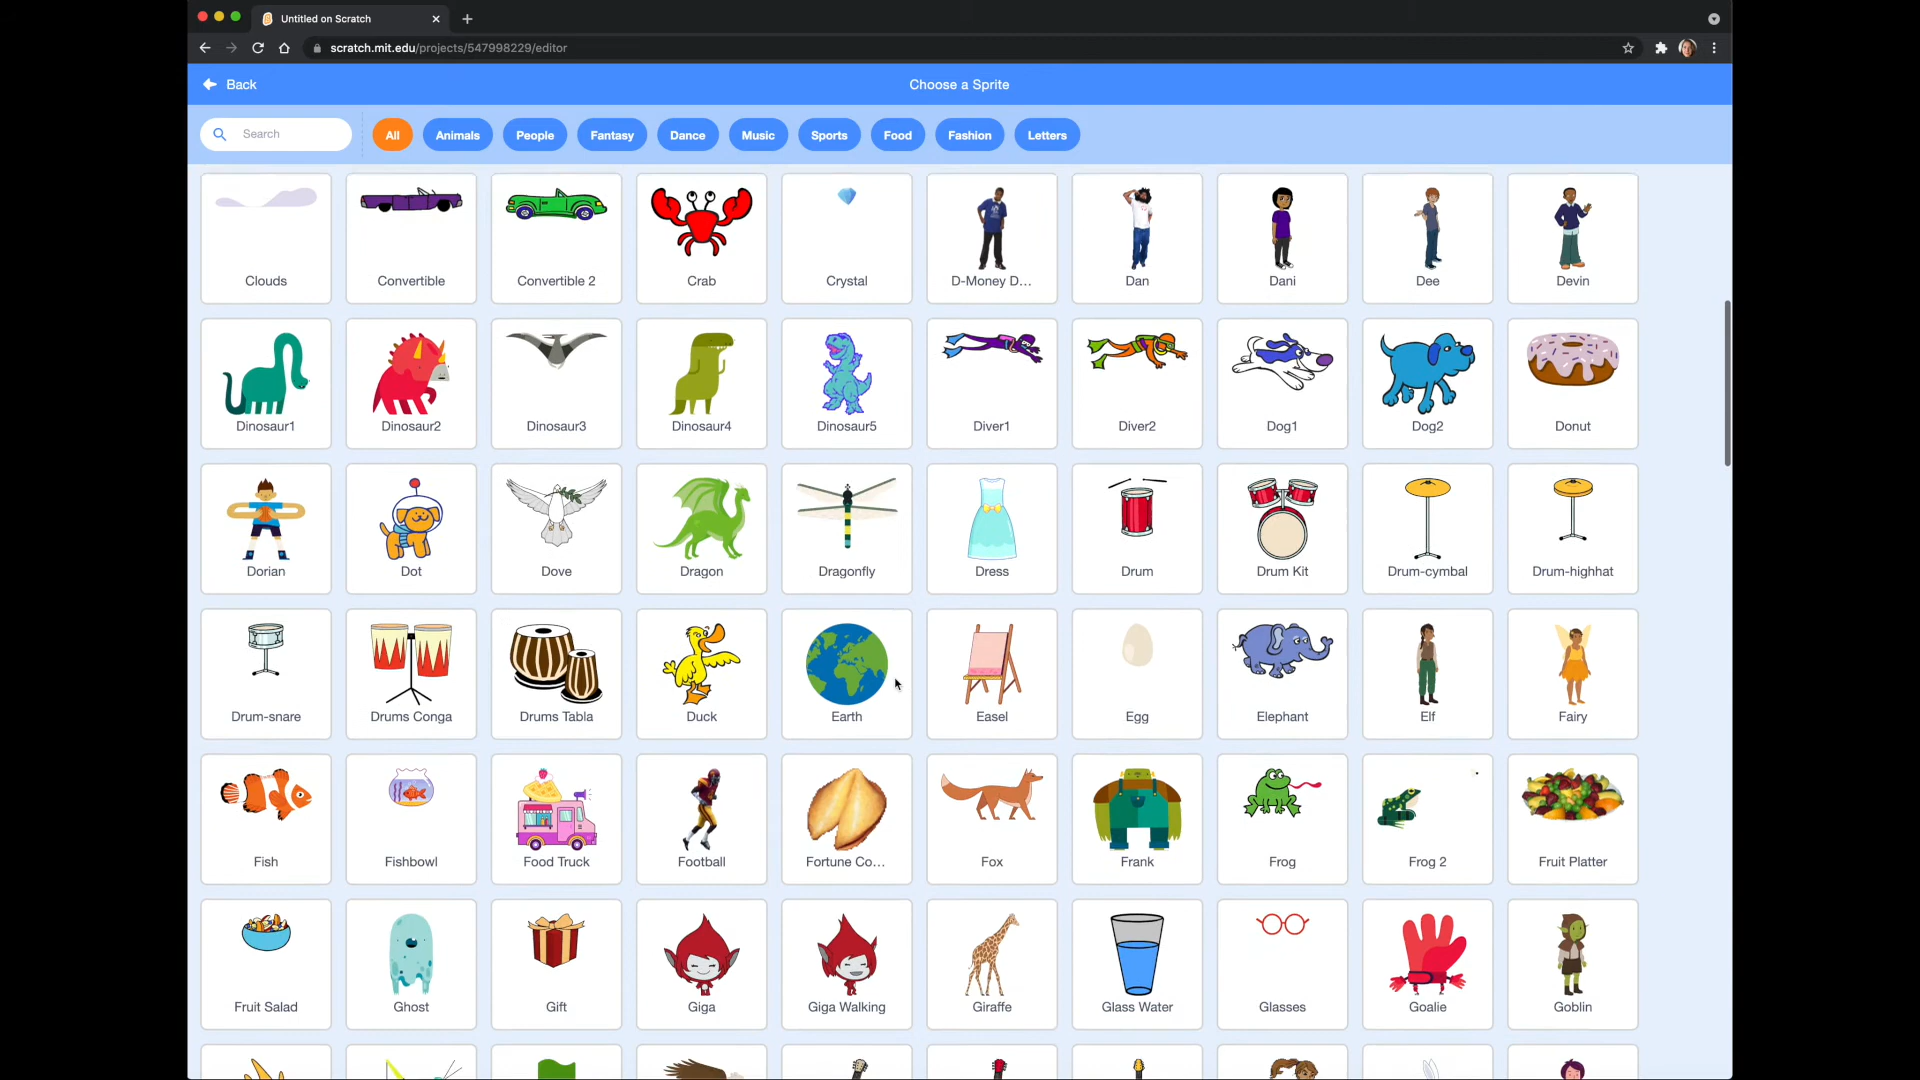 Untitled on Scratch
scratch.mit.edu/projects/547998229/editor
Back
Choose a Sprite
Search
All
Animals
People
Fantasy
Dance
Music
Sports
Food
Fashion
Letters
Clouds
Convertible
Convertible 2
Crab
Crystal
D-Money D...
Dan
Dani
Dee
Devin
Dinosaur1
Dinosaur2
Dinosaur3
Dinosaur4
Dinosaur5
Diver1
Diver2
Dog1
Dog2
Donut
Dorian
Dot
Dove
Dragon
Dragonfly
Dress
Drum
Drum Kit
Drum-cymbal
Drum-highhat
Drum-snare
Drums Conga
Drums Tabla
Duck
Earth
Easel
Egg
Elephant
Elf
Fairy
Fish
Fishbowl
Food Truck
Football
Fortune Co...
Fox
Frank
Frog
Frog 2
Fruit Platter
Fruit Salad
Ghost
Gift
Giga
Giga Walking
Giraffe
Glass Water
Glasses
Goalie
Goblin